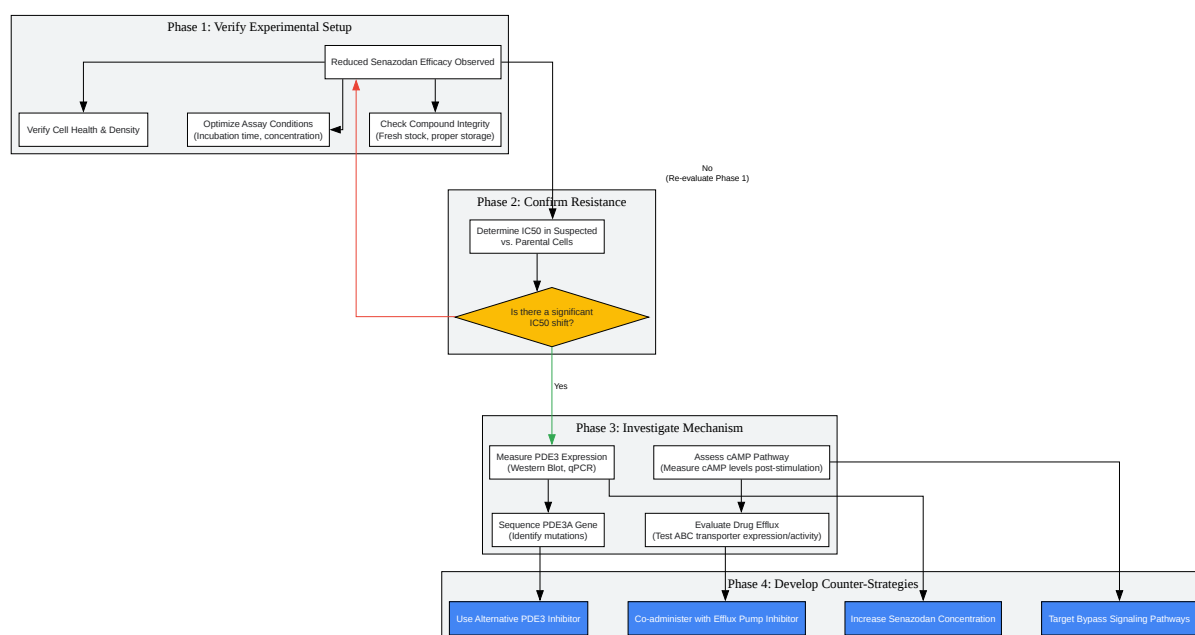 Phase 1: Verify Experimental Setup
Reduced Senazodan Efficacy Observed
Verify Cell Health & Density
Optimize Assay Conditions
(Incubation time, concentration)
Check Compound Integrity
(Fresh stock, proper storage)
No
(Re-evaluate Phase 1)
Phase 2: Confirm Resistance
Determine IC50 in Suspected
vs. Parental Cells
Is there a significant
IC50 shift?
Yes
Phase 3: Investigate Mechanism
Measure PDE3 Expression
(Western Blot, qPCR)
Assess cAMP Pathway
(Measure cAMP levels post-stimulation)
Sequence PDE3A Gene
(Identify mutations)
Evaluate Drug Efflux
(Test ABC transporter expression/activity)
Phase 4: Develop Counter-Strategies
Use Alternative PDE3 Inhibitor
Co-administer with Efflux Pump Inhibitor
Increase Senazodan Concentration
Target Bypass Signaling Pathways